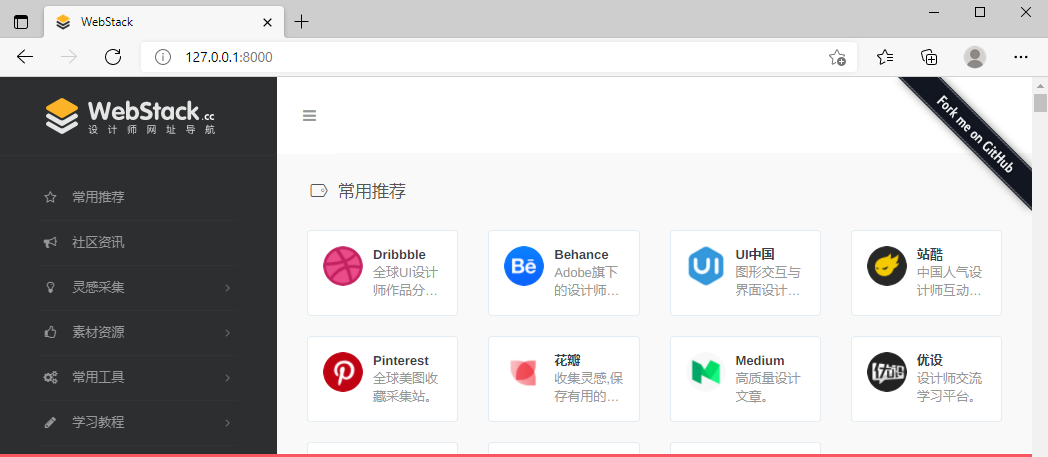 WebStack
127.0.0.1:8000
WebStack.cc
设计师网址导航
Fork me on GitHub
常用推荐
社区资讯
灵感采集
素材资源
常用工具
学习教程
常用推荐
Dribbble
全球UI设计
师作品分...
Behance
Adobe旗下
的设计师...
UI中国
图形交互与
界面设计...
站酷
中国人气设
计师互动...
Pinterest
全球美图收
藏采集站。
花瓣
收集灵感,保
存有用的...
Medium
高质量设计
文章。
优设
设计师交流
学习平台。